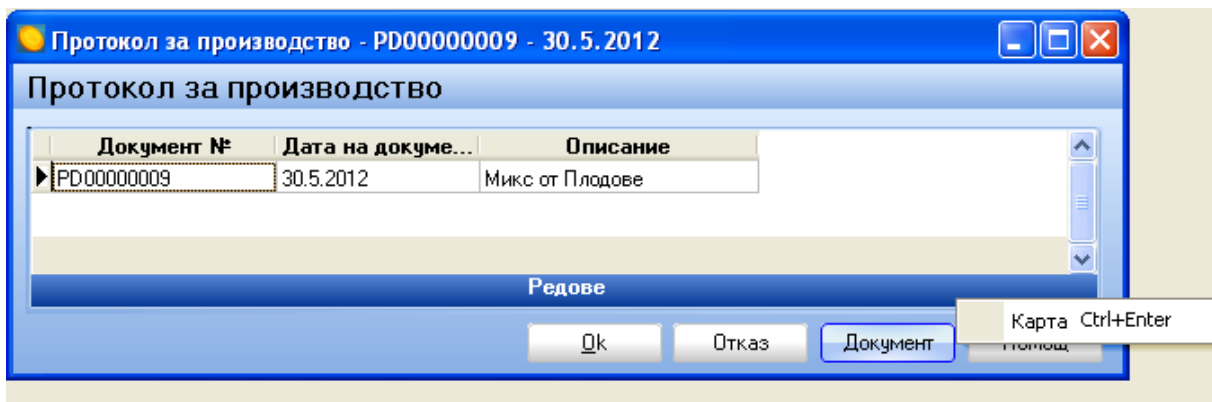 Протокол за производство - PD00000009 - 30.5.2012
Протокол за производство
Документ № Дата на докуме... Описание
PD00000009 30.5.2012 Микс от Плодове
Редове
Карта Ctrl+Enter
Ok Отказ Документ Помощ